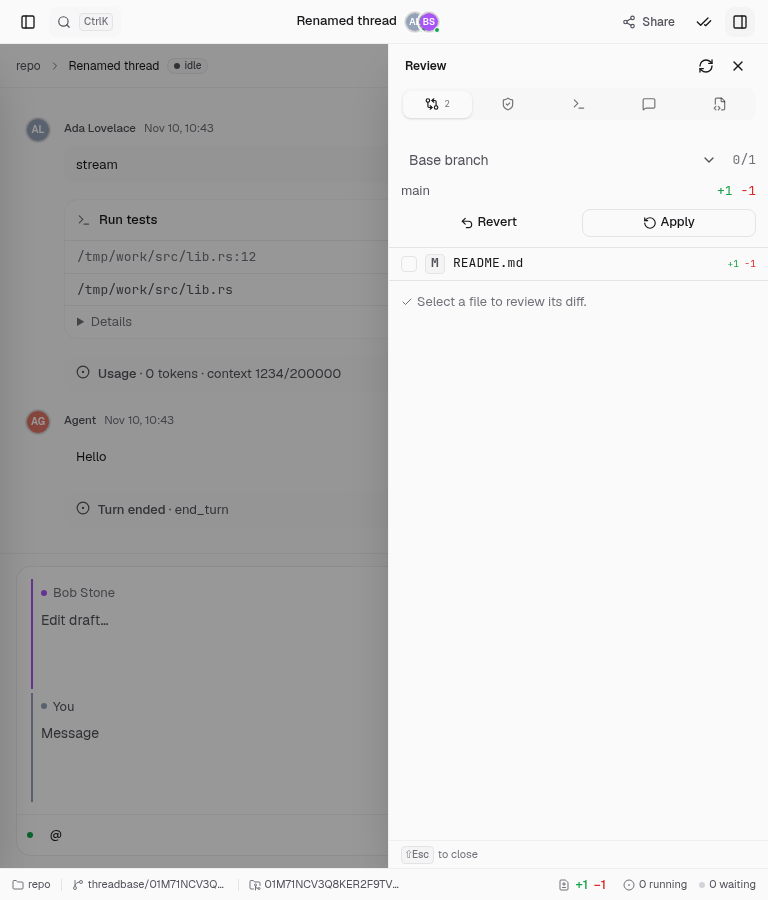 CtrlK
Renamed thread
AL
BS
Share
repo > Renamed thread
idle
Review
2
AL
Ada Lovelace Nov 10, 10:43
stream
Run tests
/tmp/work/src/lib.rs:12
/tmp/work/src/lib.rs
Details
Usage · 0 tokens · context 1234/200000
AG
Agent Nov 10, 10:43
Hello
Turn ended · end_turn
Bob Stone
Edit draft…
You
Message
@
Base branch 0/1
main +1 -1
Revert
Apply
M README.md +1 -1
Select a file to review its diff.
⇧Esc to close
repo
threadbase/01M71NCV3Q…
01M71NCV3Q8KER2F9TV…
+1 −1
0 running
0 waiting